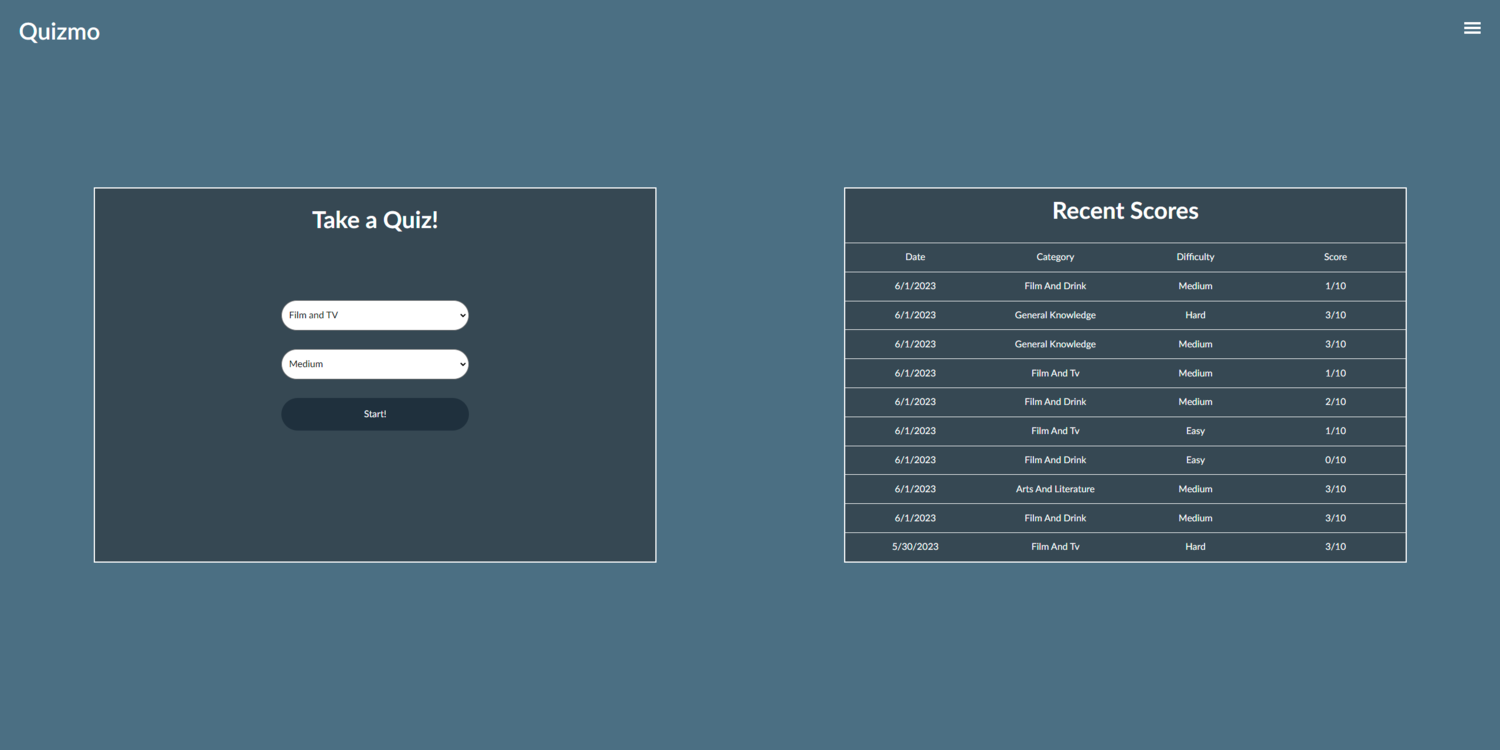 Quizmo
Take a Quiz!
Film and TV
Medium
Start!
Recent Scores
Date Category Difficulty Score
6/1/2023 Film And Drink Medium 1/10
6/1/2023 General Knowledge Hard 3/10
6/1/2023 General Knowledge Medium 3/10
6/1/2023 Film And Tv Medium 1/10
6/1/2023 Film And Drink Medium 2/10
6/1/2023 Film And Tv Easy 1/10
6/1/2023 Film And Drink Easy 0/10
6/1/2023 Arts And Literature Medium 3/10
6/1/2023 Film And Drink Medium 3/10
5/30/2023 Film And Tv Hard 3/10